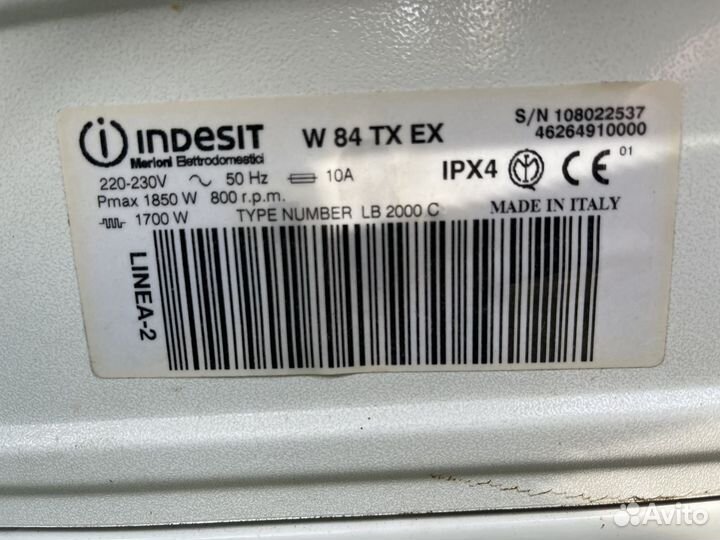 INDESIT
Merloni Elettrodomestici
W 84 TX EX
S/N 108022537
46264910000
220-230V 50 Hz 10A
Pmax 1850 W 800 r.p.m.
1700 W TYPE NUMBER LB 2000 C
IPX4 CE 01
MADE IN ITALY
LINEA-2
Avito